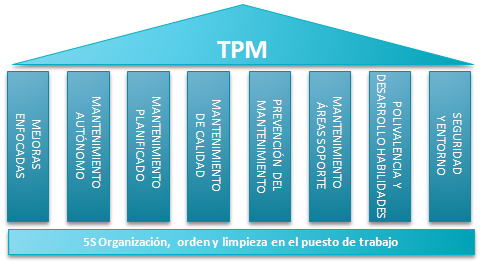 TPM
MEJORAS
ENFOCADAS
MANTENIMIENTO
AUTÓNOMO
MANTENIMIENTO
PLANIFICADO
MANTENIMIENTO
DE CALIDAD
PREVENCIÓN DEL
MANTENIMIENTO
MANTENIMIENTO
ÁREAS SOPORTE
POLIVALENCIA Y
DESARROLLO HABILIDADES
SEGURIDAD
Y ENTORNO
5S Organización, orden y limpieza en el puesto de trabajo